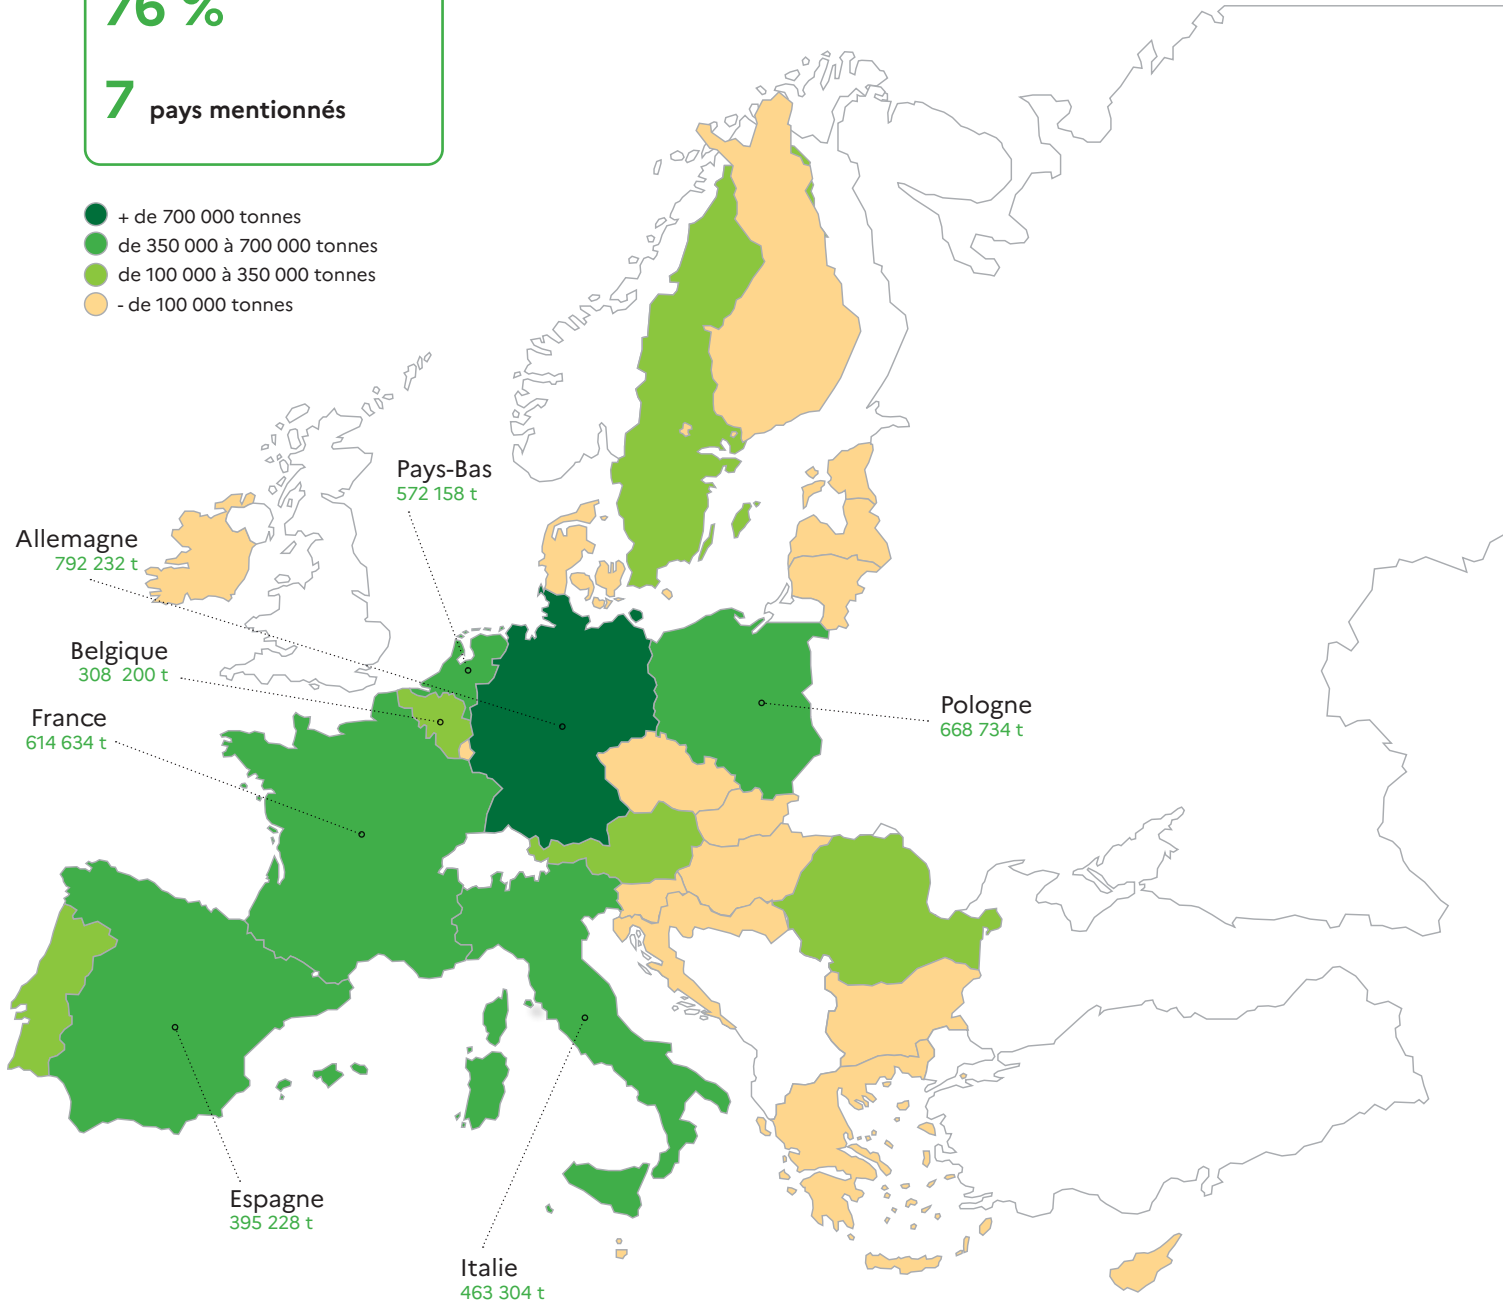 76 %
7 pays mentionnés
+ de 700 000 tonnes
de 350 000 à 700 000 tonnes
de 100 000 à 350 000 tonnes
- de 100 000 tonnes
Pays-Bas
572 158 t
Allemagne
792 232 t
Belgique
308 200 t
France
614 634 t
Pologne
668 734 t
Espagne
395 228 t
Italie
463 304 t